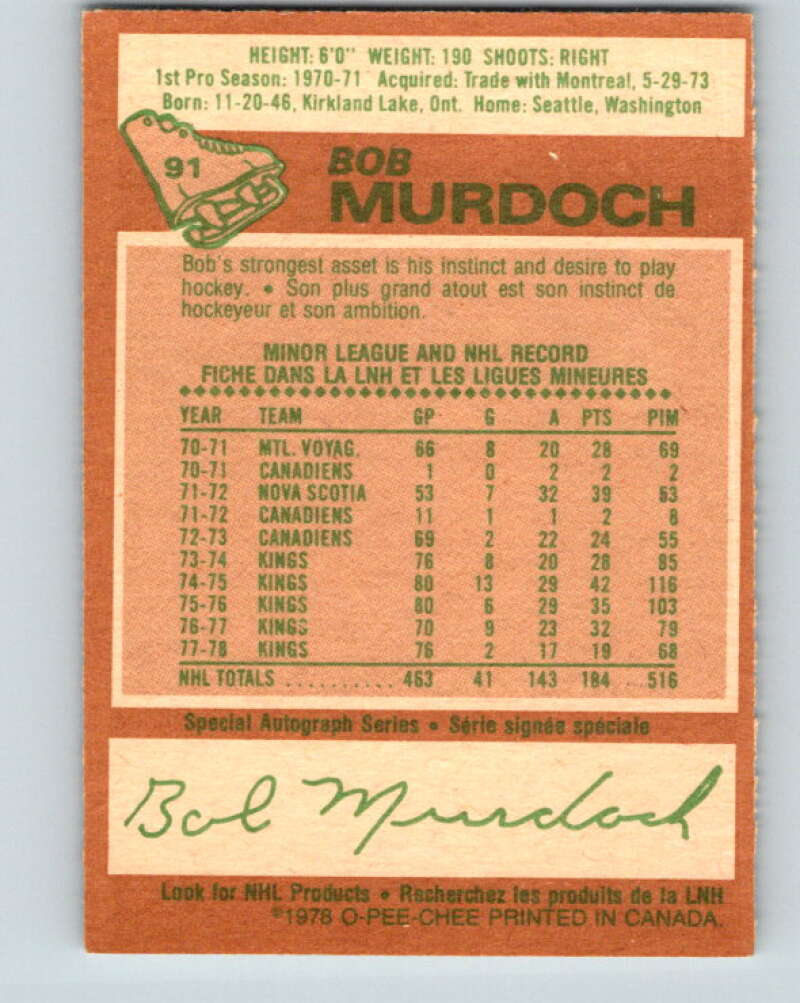 HEIGHT: 6'0" WEIGHT: 190 SHOOTS: RIGHT
1st Pro Season: 1970-71 Acquired: Trade with Montreal, 5-29-73
Born: 11-20-46, Kirkland Lake, Ont. Home: Seattle, Washington
91
BOB
MURDOCH
Bob's strongest asset is his instinct and desire to play
hockey. • Son plus grand atout est son instinct de
hockeyeur et son ambition.
MINOR LEAGUE AND NHL RECORD
FICHE DANS LA LNH ET LES LIGUES MINEURES
YEAR TEAM GP G A PTS PIM
70-71 MTL. VOYAG. 66 8 20 28 69
70-71 CANADIENS 1 0 2 2 2
71-72 NOVA SCOTIA 53 7 32 39 53
71-72 CANADIENS 11 1 1 2 8
72-73 CANADIENS 69 2 22 24 55
73-74 KINGS 76 8 20 28 85
74-75 KINGS 80 13 29 42 116
75-76 KINGS 80 6 29 35 103
76-77 KINGS 70 9 23 32 79
77-78 KINGS 76 2 17 19 68
NHL TOTALS .......... 463 41 143 184 516
Special Autograph Series • Série signée spéciale
Bob Murdoch
Look for NHL Products • Recherchez les produits de la LNH
©1978 O-PEE-CHEE PRINTED IN CANADA.